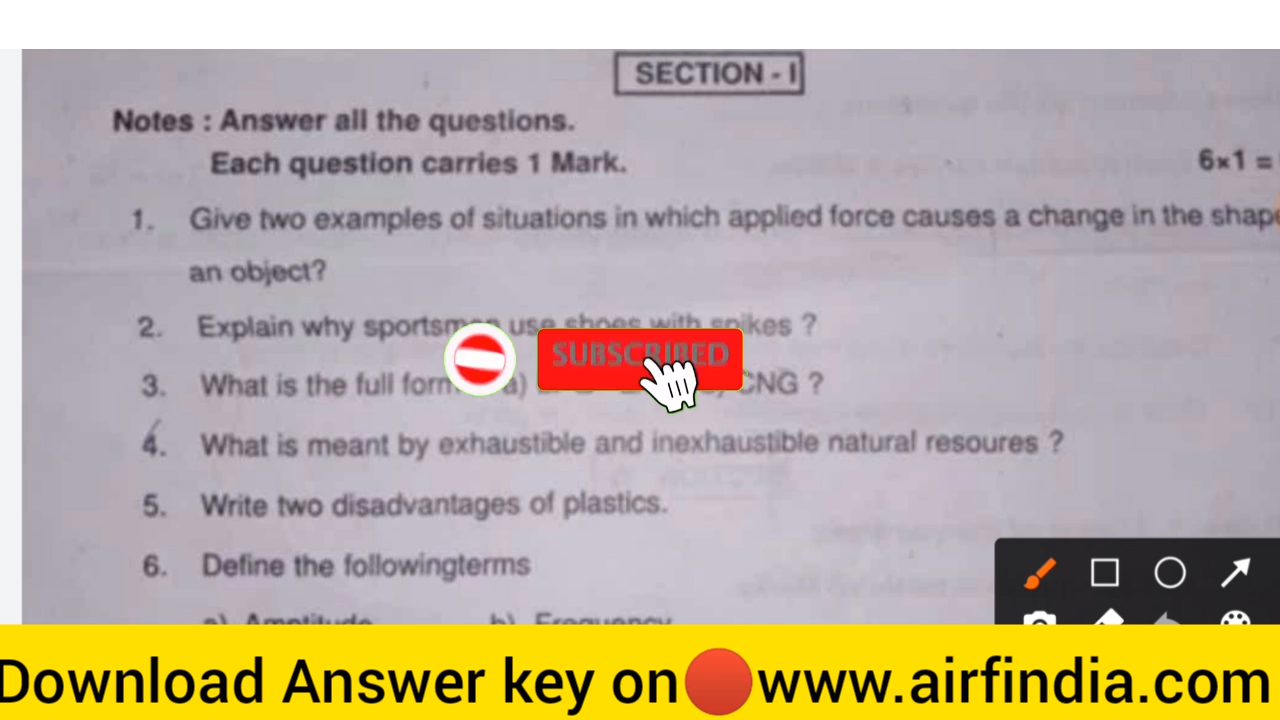 SECTION - I
Notes : Answer all the questions.
Each question carries 1 Mark.
6×1 =
1. Give two examples of situations in which applied force causes a change in the shap
an object?
2. Explain why sportsmen use shoes with spikes ?
3. What is the full form a) CNG ?
SUBSCRIBED
4. What is meant by exhaustible and inexhaustible natural resoures ?
5. Write two disadvantages of plastics.
6. Define the followingterms
a) Amplitude b) Frequency
Download Answer key on www.airfindia.com